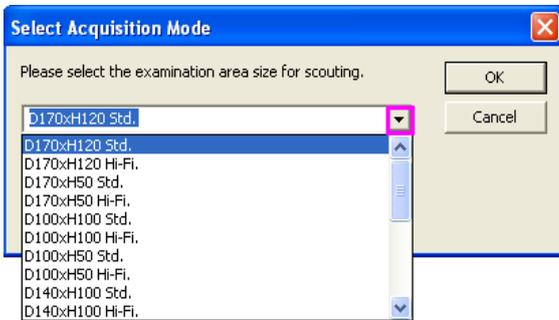 Select Acquisition Mode
Please select the examination area size for scouting.
OK
D170xH120 Std.
Cancel
D170xH120 Std.
D170xH120 Hi-Fi.
D170xH50 Std.
D170xH50 Hi-Fi.
D100xH100 Std.
D100xH100 Hi-Fi.
D100xH50 Std.
D100xH50 Hi-Fi.
D140xH100 Std.
D140xH100 Hi-Fi.